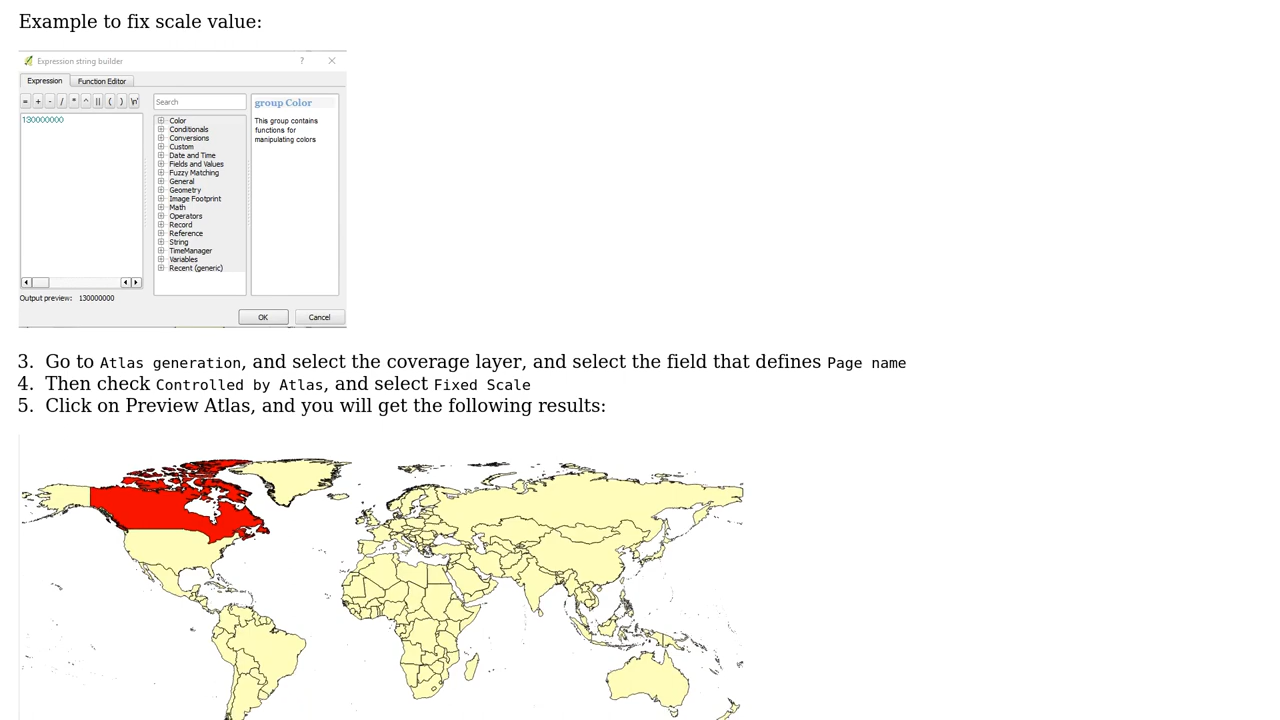 Example to fix scale value:
Expression string builder ? ×
Expression Function Editor
= + - / * ^ || ( ) '\n' Search
130000000
Color
Conditionals
Conversions
Custom
Date and Time
Fields and Values
Fuzzy Matching
General
Geometry
Image Footprint
Math
Operators
Record
Reference
String
TimeManager
Variables
Recent (generic)
group Color
This group contains
functions for
manipulating colors
Output preview: 130000000
OK Cancel
3. Go to Atlas generation, and select the coverage layer, and select the field that defines Page name
4. Then check Controlled by Atlas, and select Fixed Scale
5. Click on Preview Atlas, and you will get the following results: